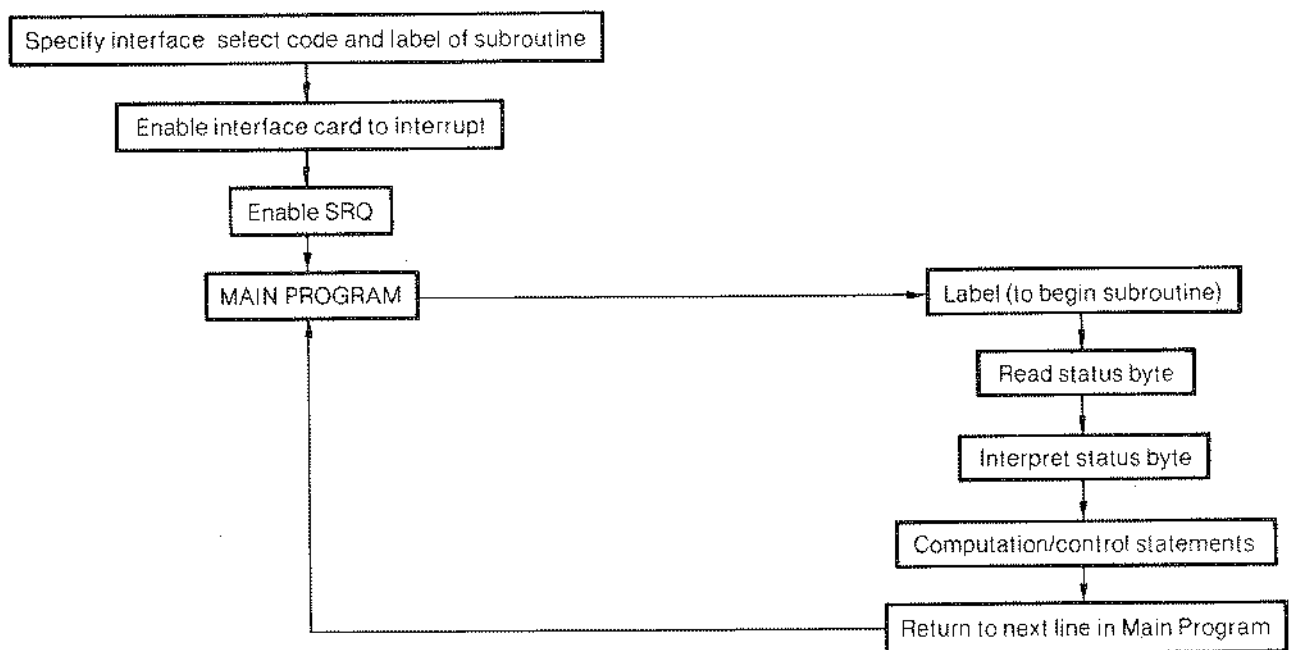 Specify interface select code and label of subroutine
Enable interface card to interrupt
Enable SRQ
MAIN PROGRAM
Label (to begin subroutine)
Read status byte
Interpret status byte
Computation/control statements
Return to next line in Main Program